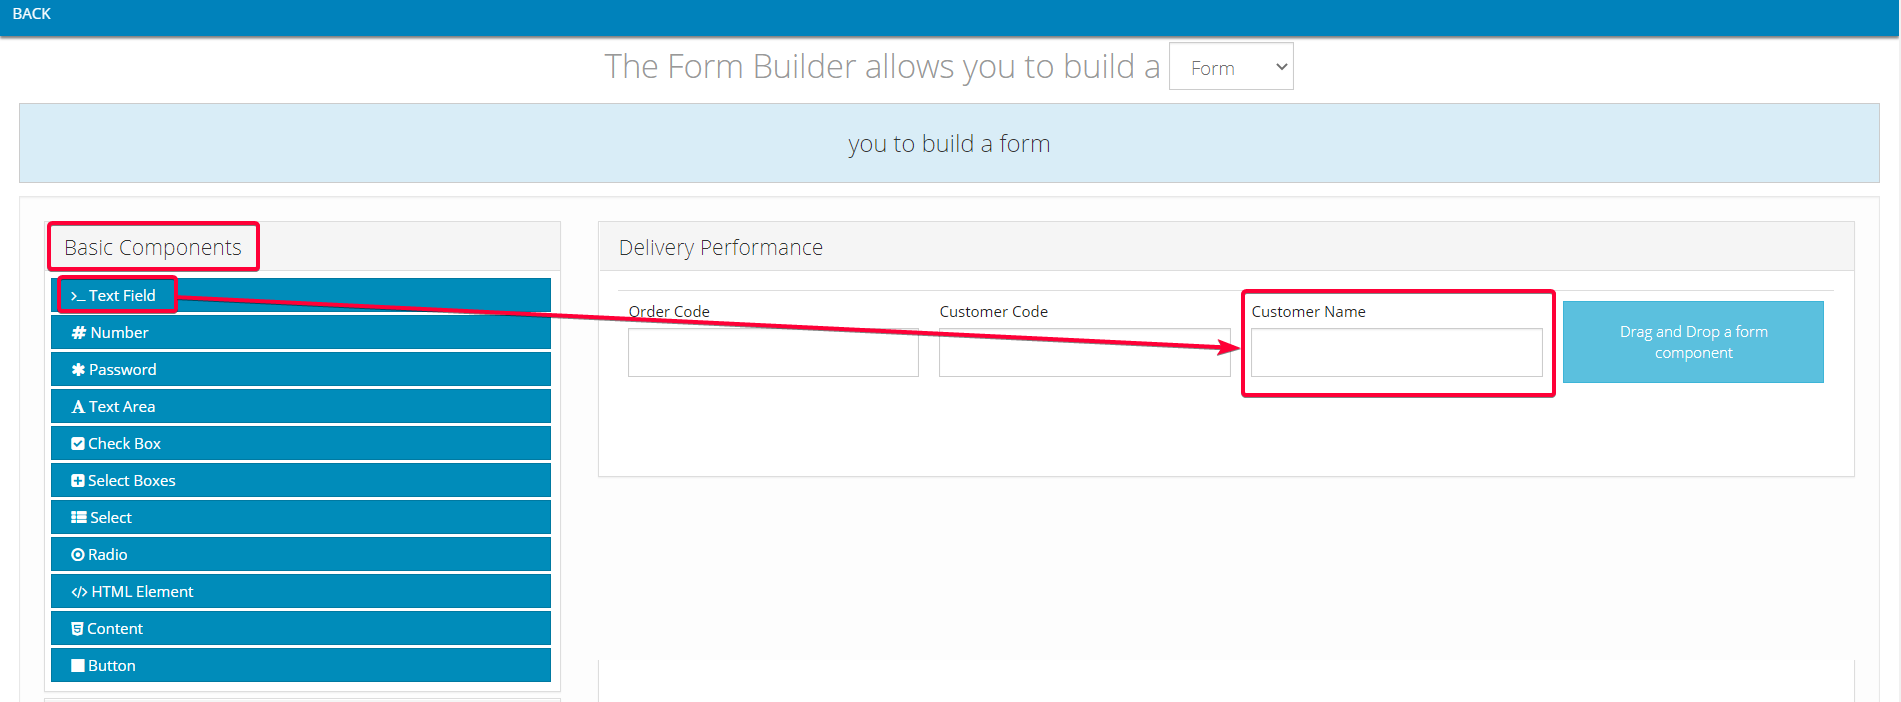 BACK
The Form Builder allows you to build a Form
you to build a form
Basic Components
Text Field
Number
Password
Text Area
Check Box
Select Boxes
Select
Radio
HTML Element
Content
Button
Delivery Performance
Order Code
Customer Code
Customer Name
Drag and Drop a form
component